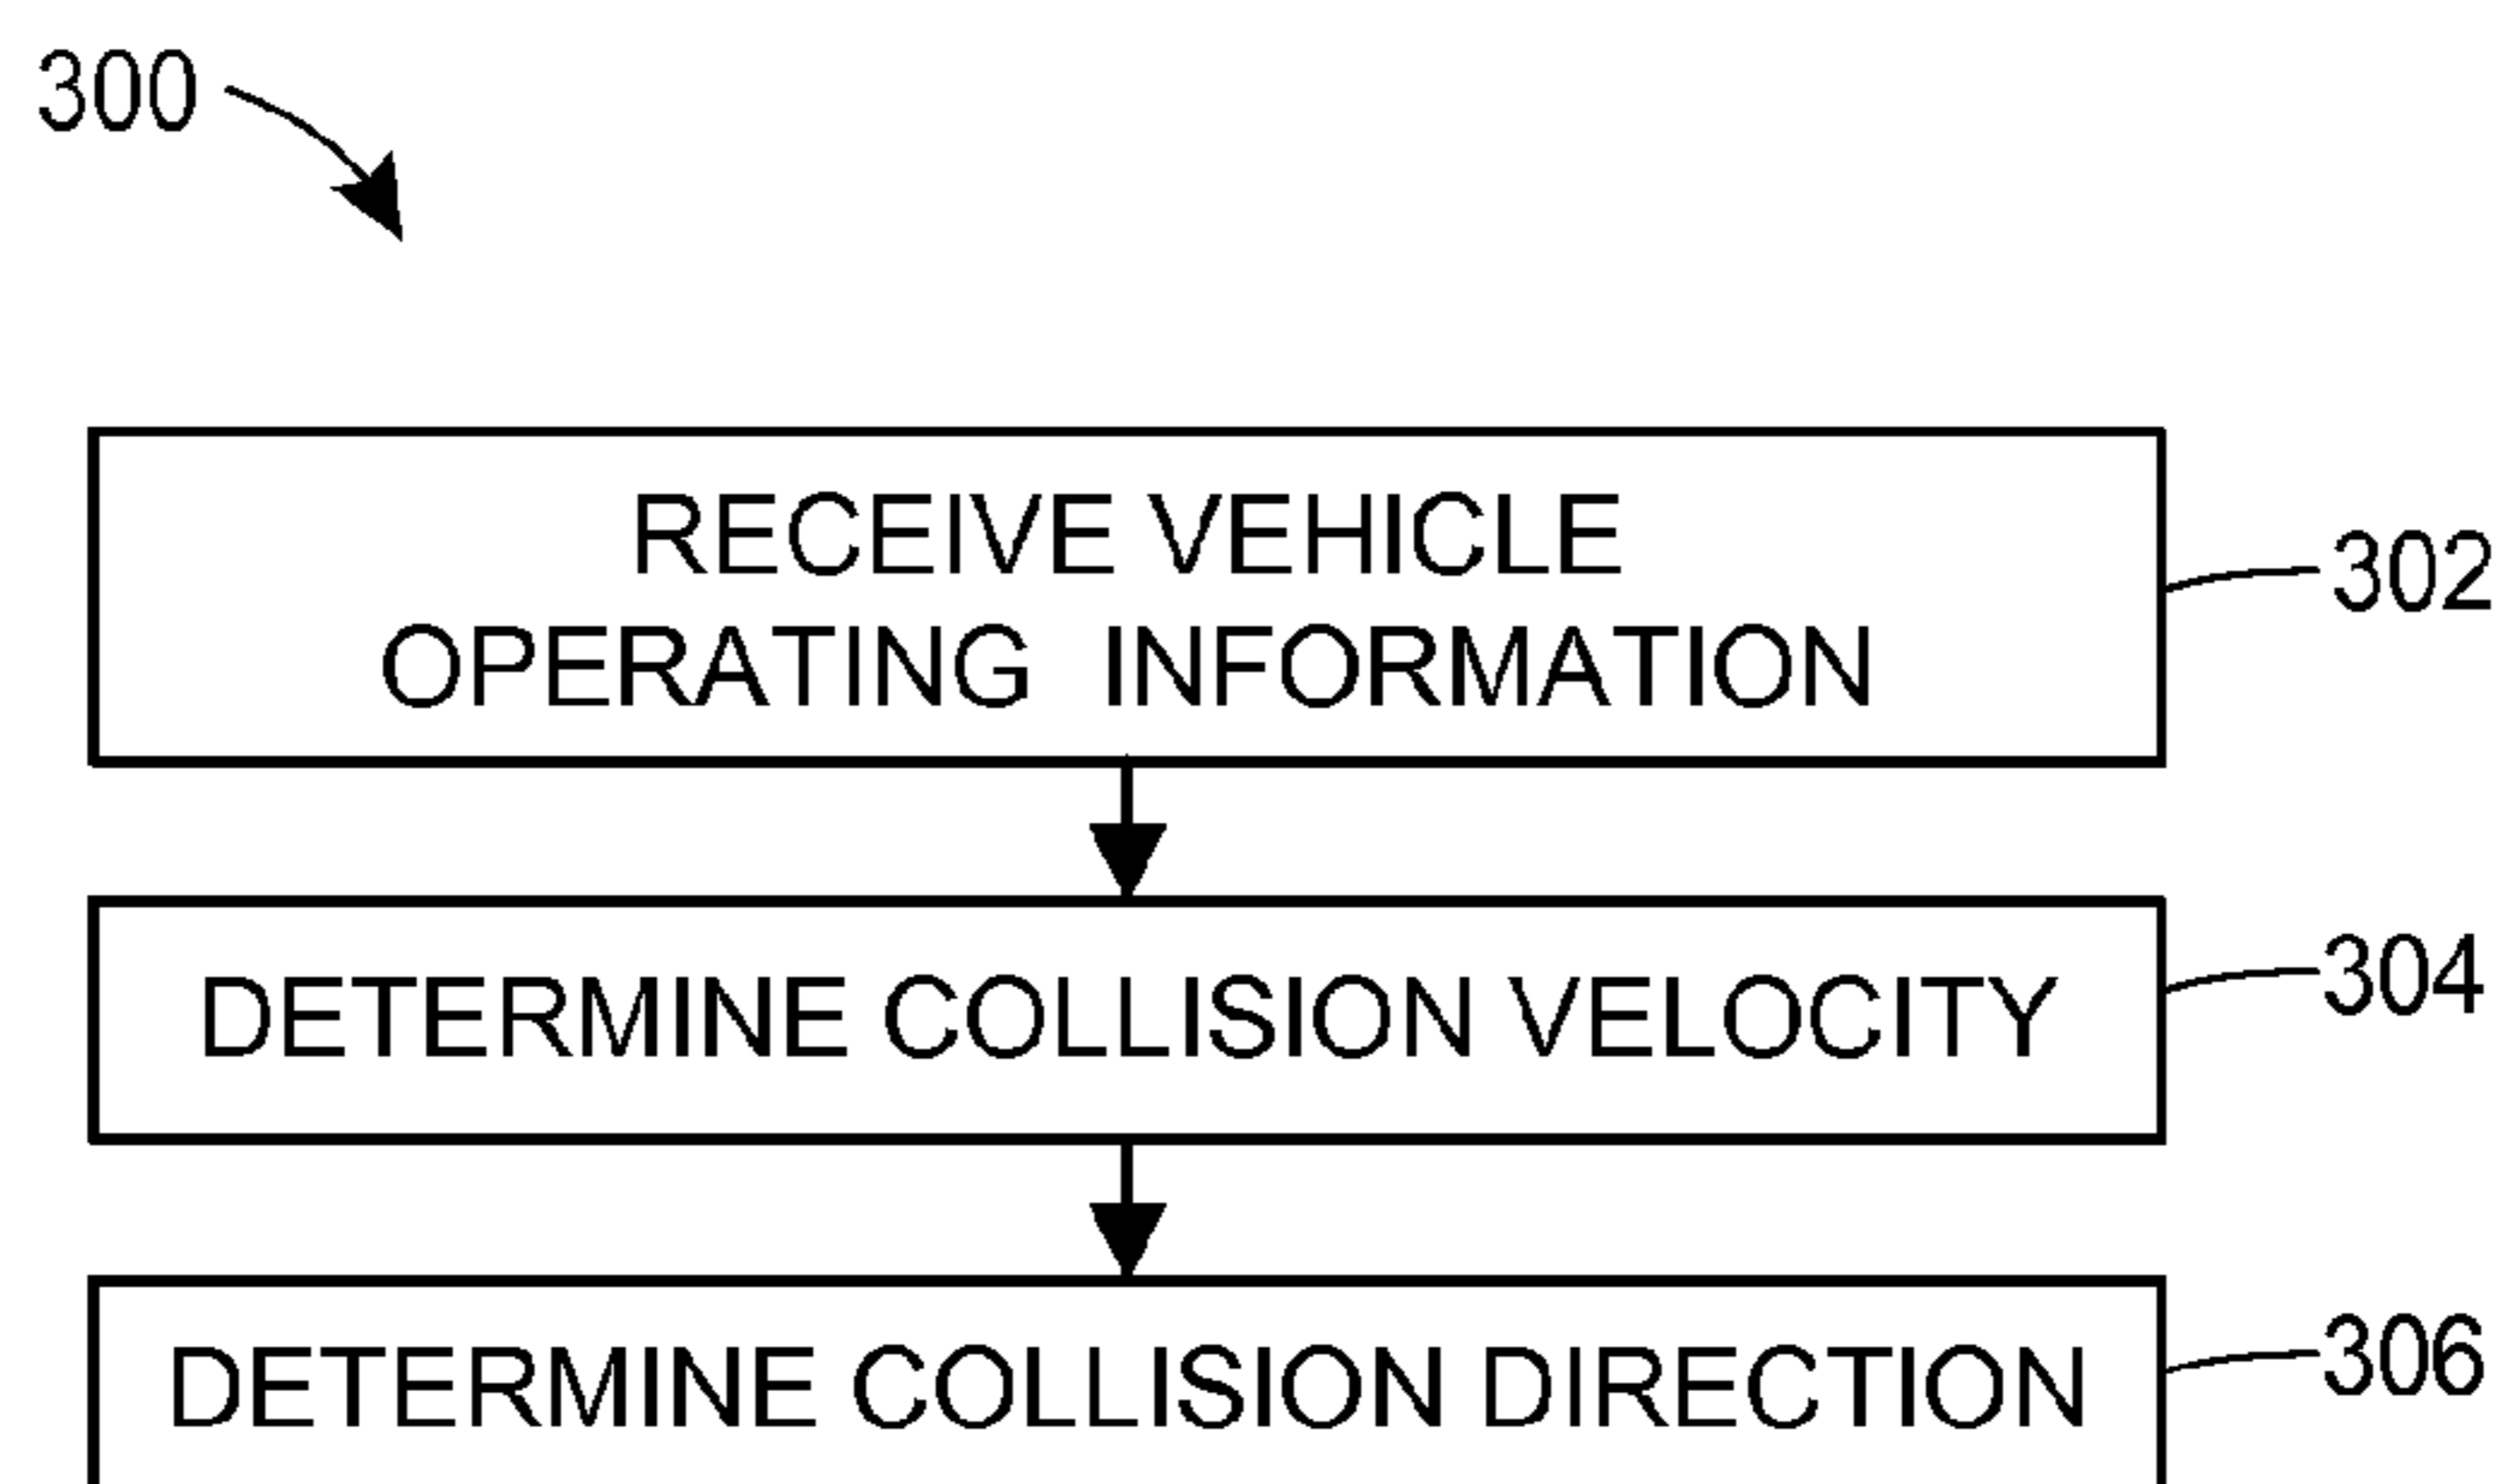 300
RECEIVE VEHICLE
OPERATING INFORMATION
302
DETERMINE COLLISION VELOCITY
304
DETERMINE COLLISION DIRECTION
306